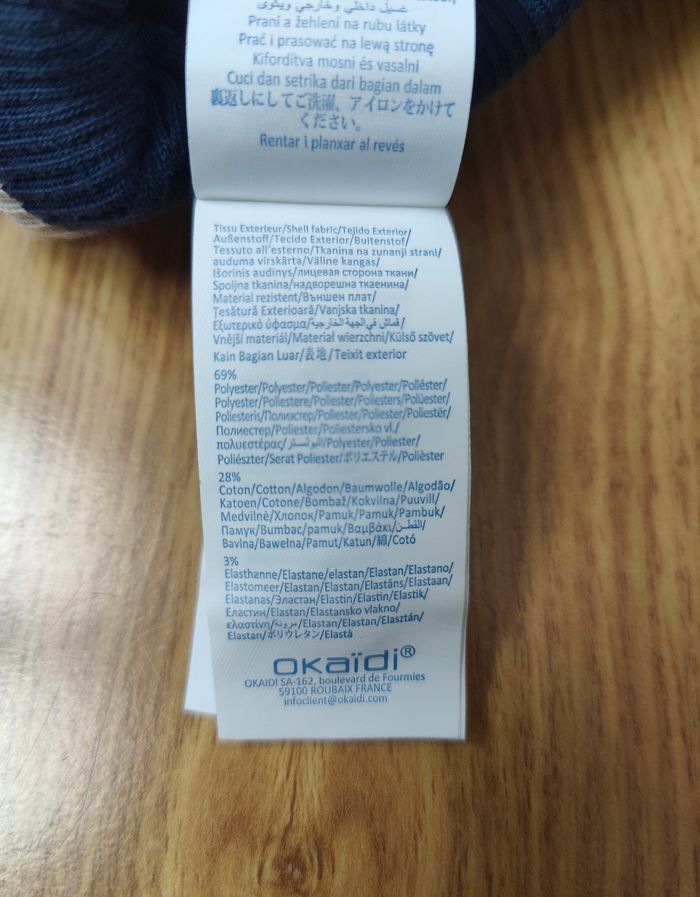 غسيل داخلي وخارجي ويكوى
Praní a žehlení na rubu látky
Prać i prasować na lewą stronę
Kifordítva mosni és vasalni
Cuci dan setrika dari bagian dalam
裏返しにしてご洗濯、アイロンをかけて
ください。
Rentar i planxar al revés
Tissu Exterieur/Shell fabric/Tejido Exterior/
Außenstoff/Tecido Exterior/Buitenstof/
Tessuto all'esterno/Tkanina na zunanji strani/
auduma virskārta/Väline kangas/
Išorinis audinys/лицевая сторона ткани/
Spoljna tkanina/надворешна ткаенина/
Material rezistent/Външен плат/
Țesătură Exterioară/Vanjska tkanina/
Εξωτερικό ύφασμα/قماش في الجهة الخارجية/
Vnější materiál/Materiał wierzchni/Külső szövet/
Kain Bagian Luar/表地/Teixit exterior
69%
Polyester/Polyester/Poliester/Polyester/Poliéster/
Polyester/Poliestere/Poliester/Poliesters/Polüester/
Poliesteris/Полиэстер/Poliester/Poliester/Poliestër/
Полиестер/Poliester/Poliestersko vl./
πολυεστέρας/البوليستر/Polyester/Poliester/
Poliészter/Serat Poliester/ポリエステル/Polièster
28%
Coton/Cotton/Algodon/Baumwolle/Algodão/
Katoen/Cotone/Bombaž/Kokvilna/Puuvill/
Medvilnė/Хлопок/Pamuk/Pamuk/Pambuk/
Памук/Bumbac/pamuk/Βαμβάκι/القطن/
Bavlna/Bawełna/Pamut/Katun/綿/Cotó
3%
Elasthanne/Elastane/elastan/Elastan/Elastano/
Elastomeer/Elastan/Elastan/Elastāns/Elastaan/
Elastanas/Эластан/Elastin/Elastin/Elastik/
Еластин/Elastan/Elastansko vlakno/
ελαστίνη/مرونة/Elastan/Elastan/Elasztán/
Elastan/ポリウレタン/Elastà
okaïdi®
OKAIDI SA-162, boulevard de Fourmies
59100 ROUBAIX FRANCE
infoclient@okaidi.com